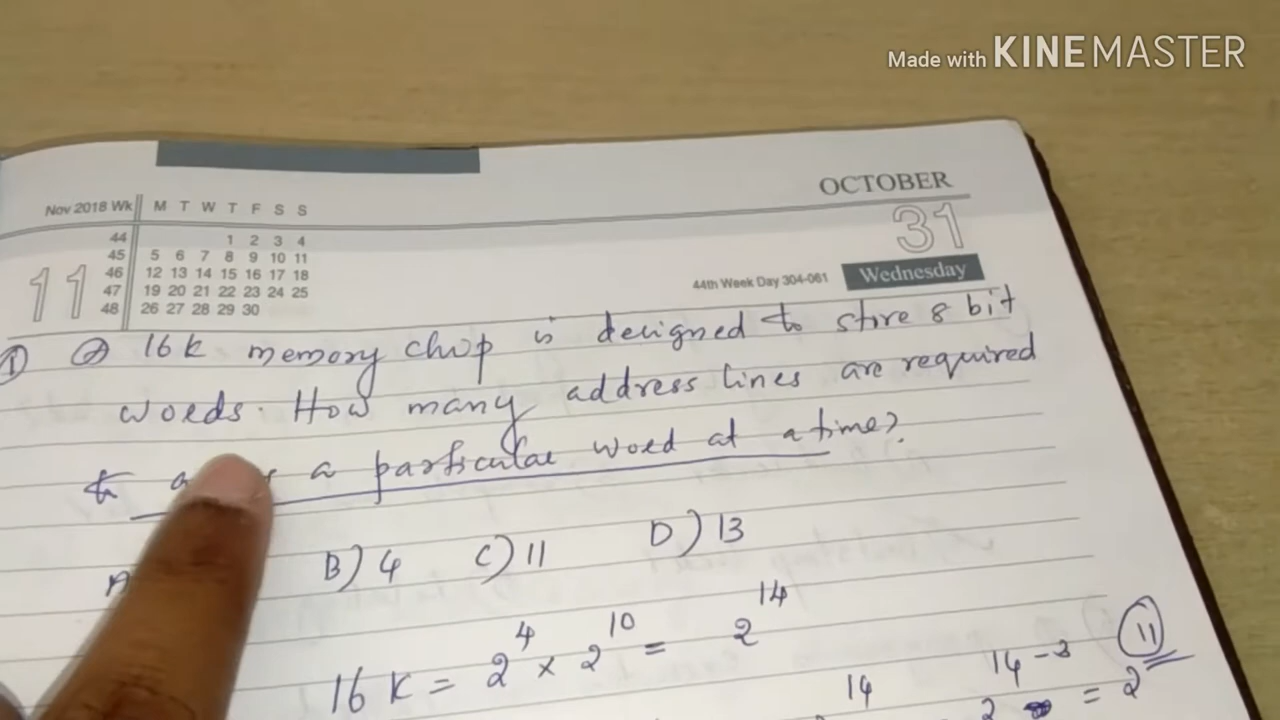 Made with KINEMASTER
OCTOBER
31
Wednesday
44th Week Day 304-061
Nov 2018 Wk M T W T F S S
44 1 2 3 4
45 5 6 7 8 9 10 11
46 12 13 14 15 16 17 18
47 19 20 21 22 23 24 25
48 26 27 28 29 30
11
① 16k memory chip is designed to store 8 bit
words. How many address lines are required
to a particular word at a time?
A B) 4 C) 11 D) 13
16 K = 2^4 x 2^10 = 2^14
14 14-3 = 2^11